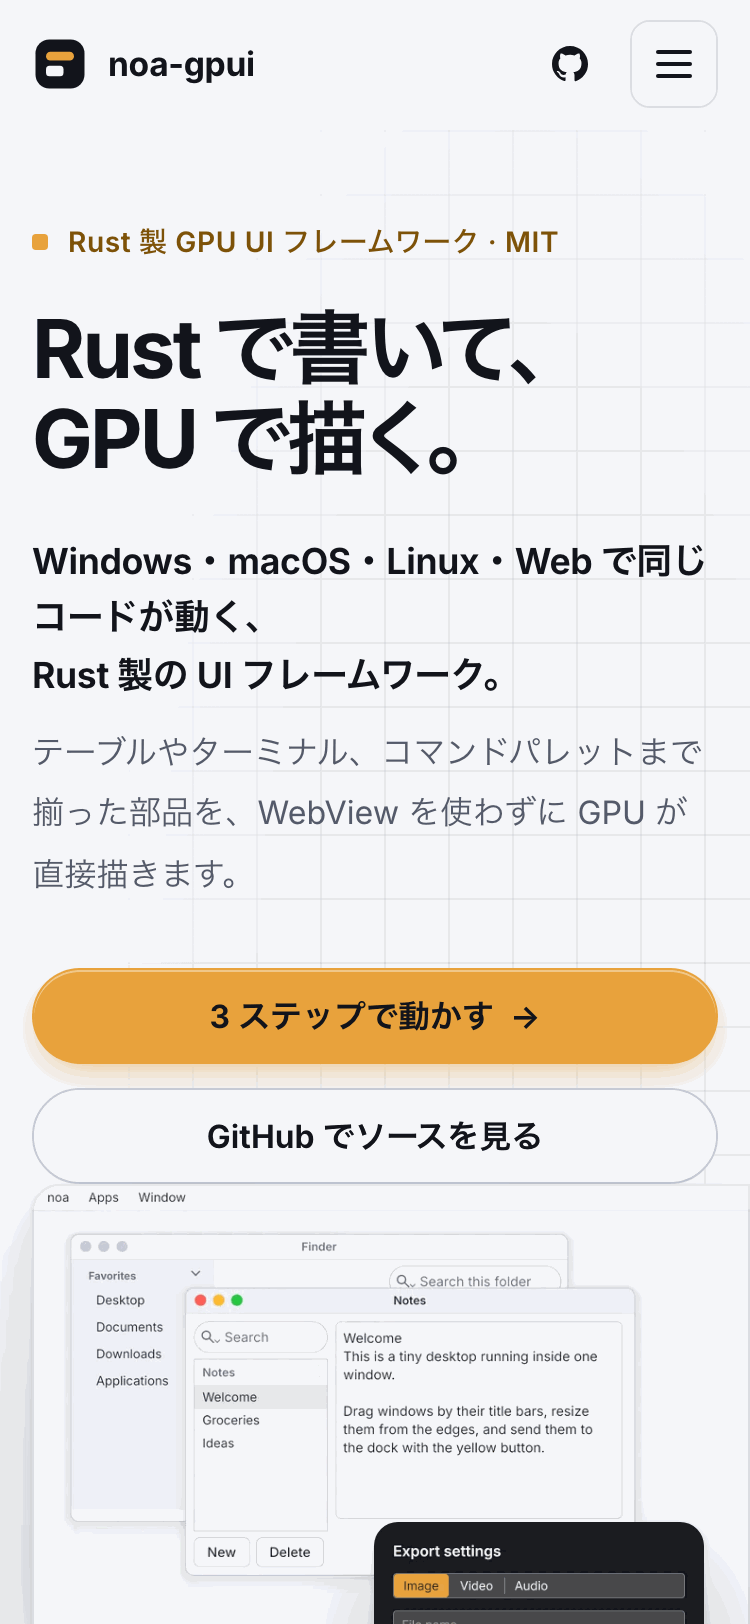 noa-gpui
Rust 製 GPU UI フレームワーク · MIT
Rust で書いて、
GPU で描く。
Windows・macOS・Linux・Web で同じ
コードが動く、
Rust 製の UI フレームワーク。
テーブルやターミナル、コマンドパレットまで
揃った部品を、WebView を使わずに GPU が
直接描きます。
3 ステップで動かす →
GitHub でソースを見る
noa Apps Window
Finder
Favorites
Search this folder
Desktop
Documents
Downloads
Applications
Notes
Search
Notes
Welcome
Groceries
Ideas
New Delete
Welcome
This is a tiny desktop running inside one
window.
Drag windows by their title bars, resize
them from the edges, and send them to
the dock with the yellow button.
Export settings
Image Video Audio
File name